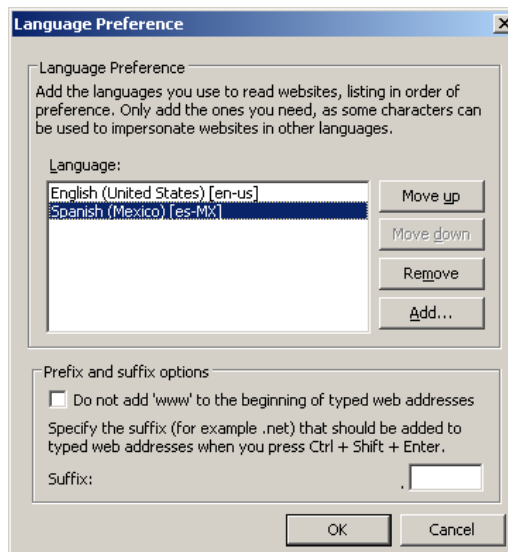 Language Preference
Language Preference
Add the languages you use to read websites, listing in order of
preference. Only add the ones you need, as some characters can
be used to impersonate websites in other languages.
Language:
English (United States) [en-us]
Spanish (Mexico) [es-MX]
Move up
Move down
Remove
Add...
Prefix and suffix options
Do not add 'www' to the beginning of typed web addresses
Specify the suffix (for example .net) that should be added to
typed web addresses when you press Ctrl + Shift + Enter.
Suffix: .
OK Cancel